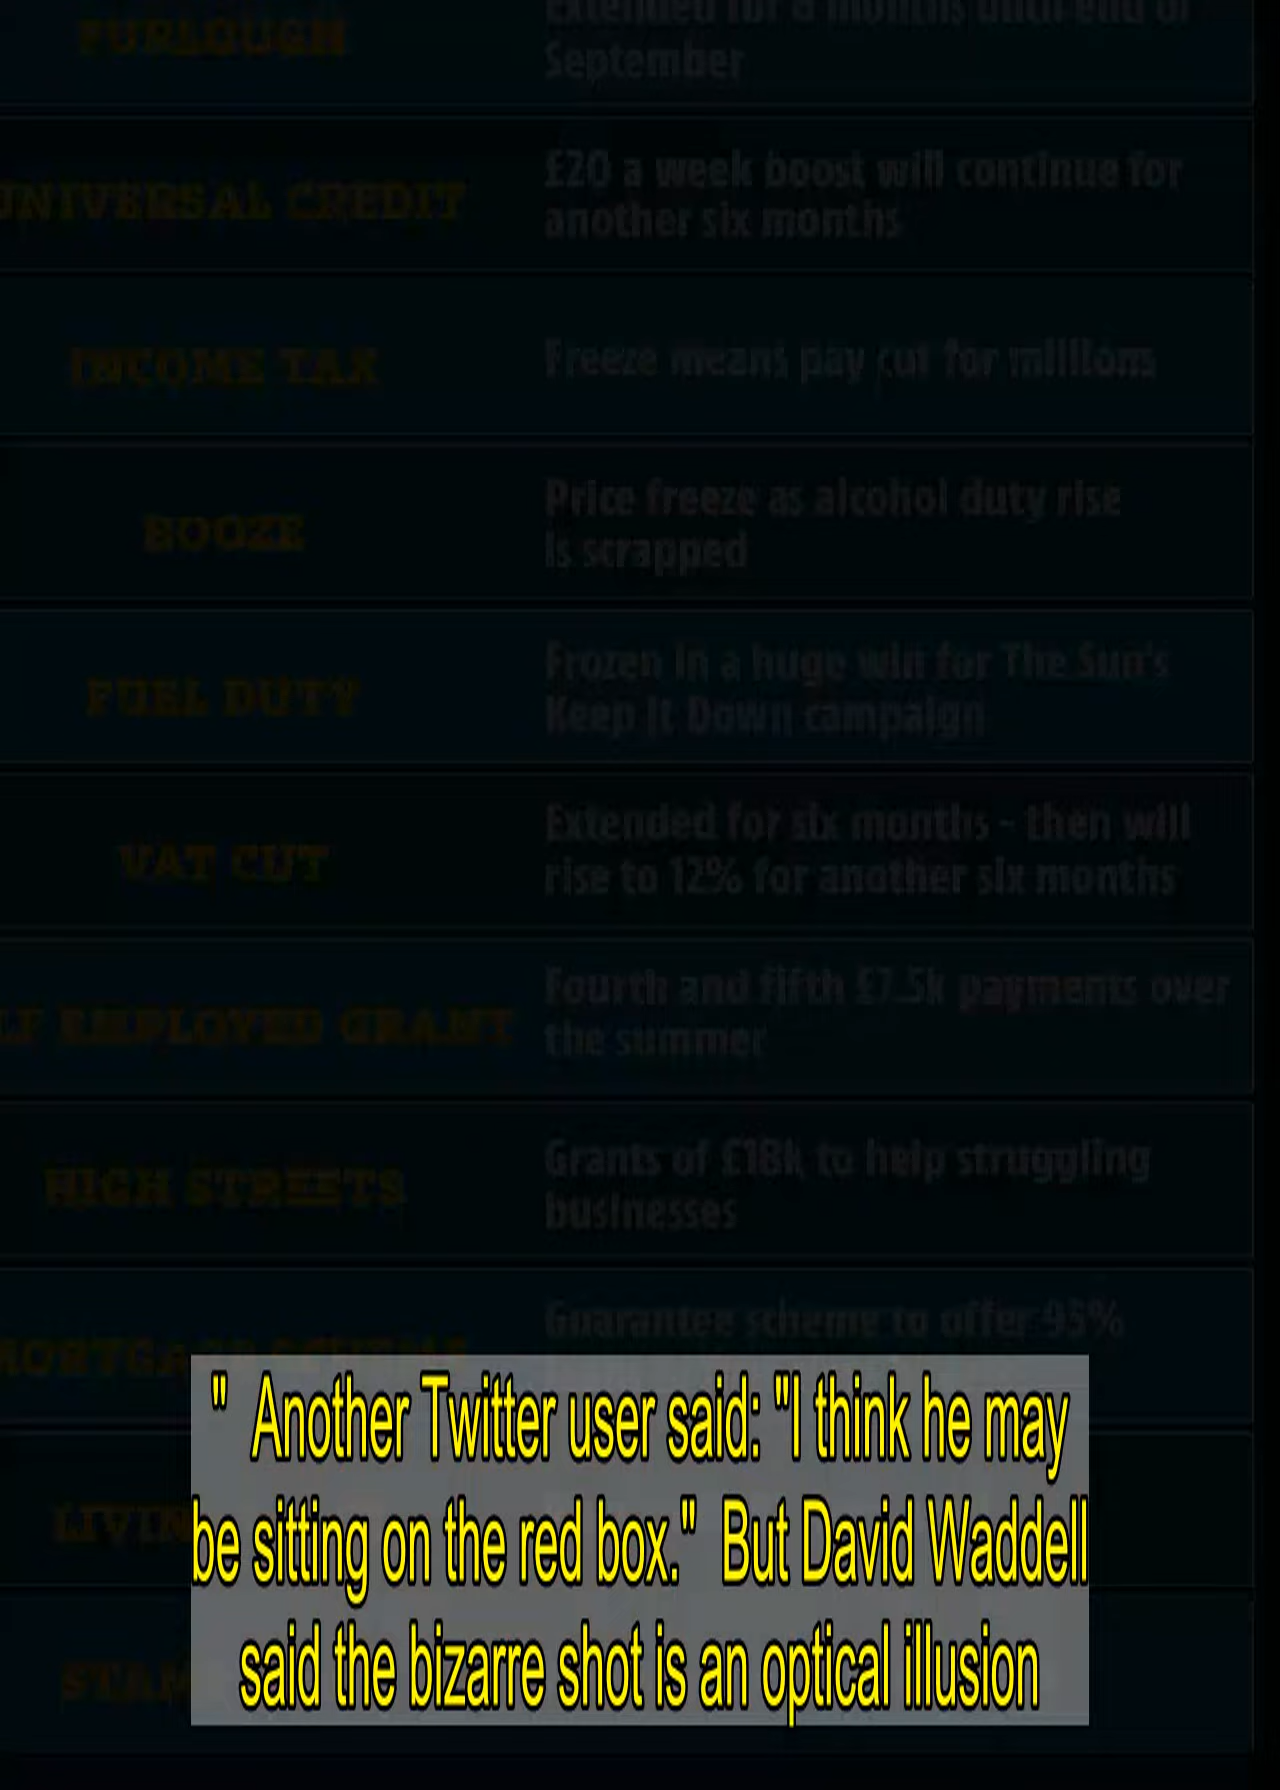 FURLOUGH
Extended for 6 months until end of
September
UNIVERSAL CREDIT
£20 a week boost will continue for
another six months
INCOME TAX
Freeze means pay cut for millions
BOOZE
Price freeze as alcohol duty rise
is scrapped
FUEL DUTY
Frozen in a huge win for The Sun's
Keep It Down campaign
VAT CUT
Extended for six months - then will
rise to 12% for another six months
LF EMPLOYED GRANT
Fourth and fifth £7.5k payments over
the summer
HIGH STREETS
Grants of £18k to help struggling
businesses
Guarantee scheme to offer 95%
" Another Twitter user said: "I think he may
be sitting on the red box." But David Waddell
said the bizarre shot is an optical illusion